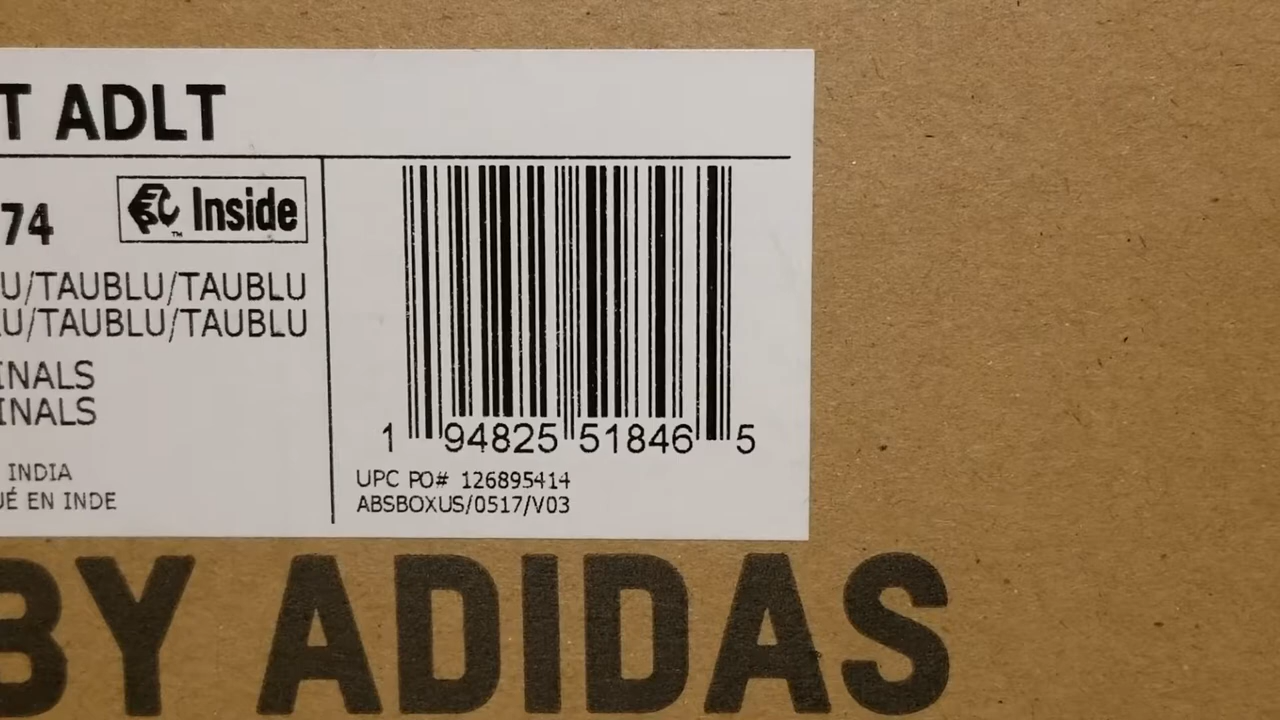 T ADLT
74
Inside
U/TAUBLU/TAUBLU
U/TAUBLU/TAUBLU
INALS
INALS
INDIA
UÉ EN INDE
1 94825 51846 5
UPC PO# 126895414
ABSBOXUS/0517/V03
BY ADIDAS